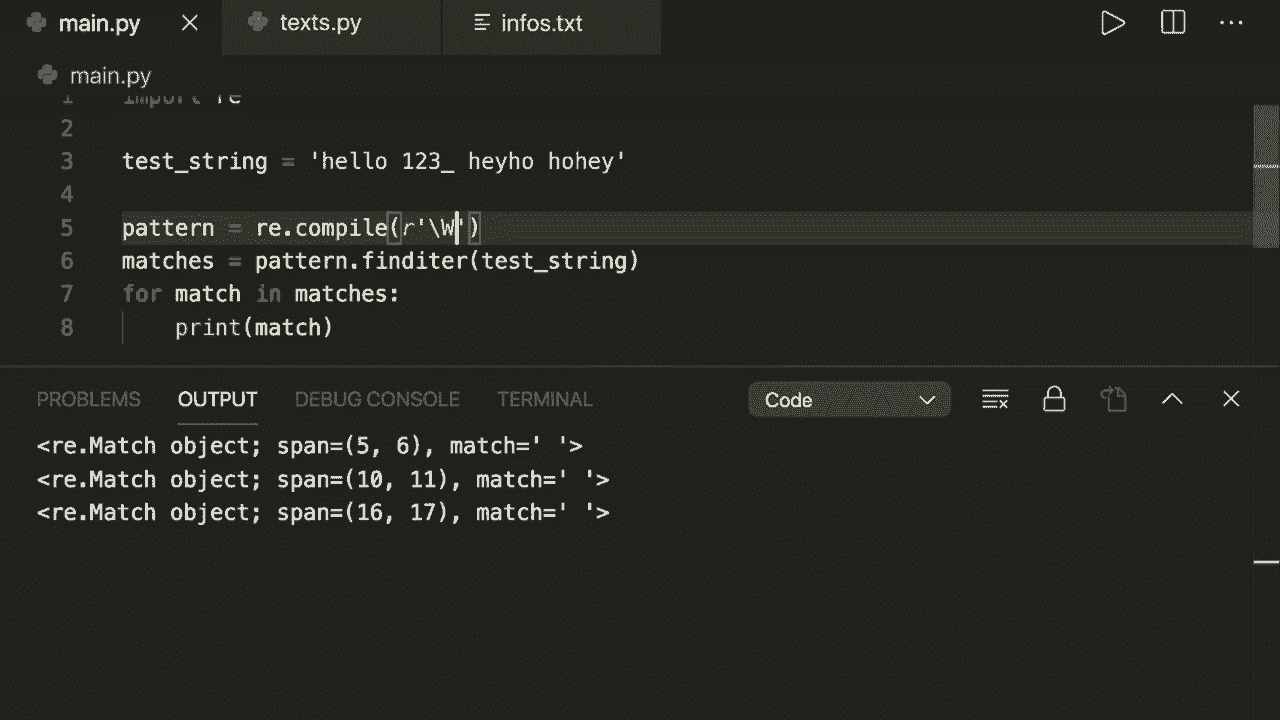 main.py texts.py infos.txt
main.py
1 import re
2
3 test_string = 'hello 123_ heyho hohey'
4
5 pattern = re.compile(r'\W')
6 matches = pattern.finditer(test_string)
7 for match in matches:
8     print(match)
PROBLEMS OUTPUT DEBUG CONSOLE TERMINAL Code
<re.Match object; span=(5, 6), match=' '>
<re.Match object; span=(10, 11), match=' '>
<re.Match object; span=(16, 17), match=' '>